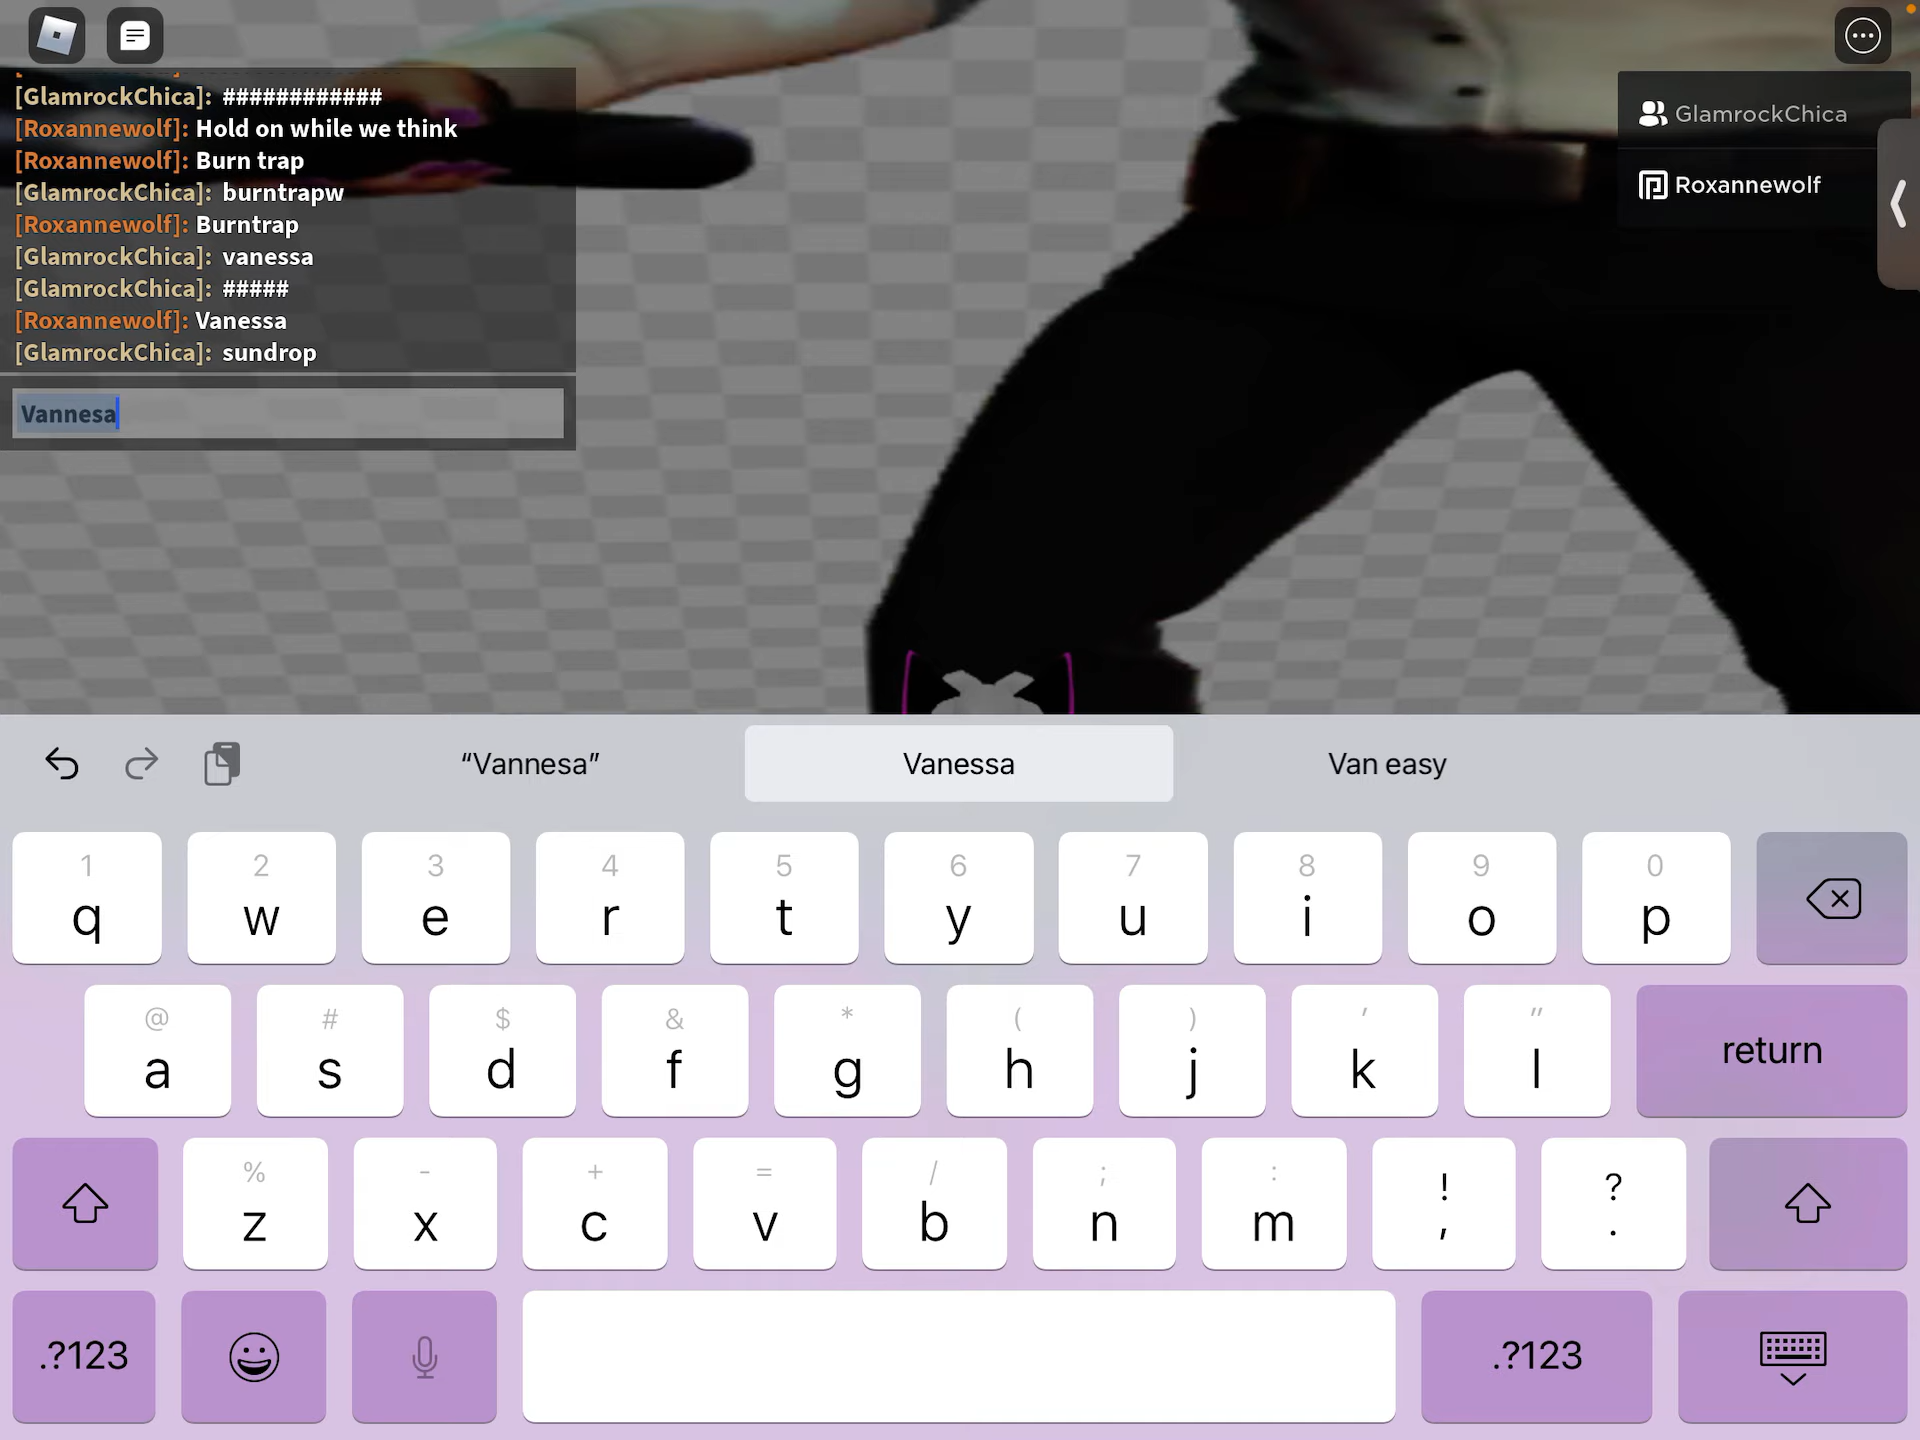 [GlamrockChica]: ############
[Roxannewolf]: Hold on while we think
[Roxannewolf]: Burn trap
[GlamrockChica]: burntrapw
[Roxannewolf]: Burntrap
[GlamrockChica]: vanessa
[GlamrockChica]: #####
[Roxannewolf]: Vanessa
[GlamrockChica]: sundrop
Vannesa
GlamrockChica
Roxannewolf
“Vannesa” Vanessa Van easy
1 2 3 4 5 6 7 8 9 0
q w e r t y u i o p
@ # $ & * ( ) ' "
a s d f g h j k l return
% - + = / ; : ! ?
z x c v b n m , .
.?123 .?123